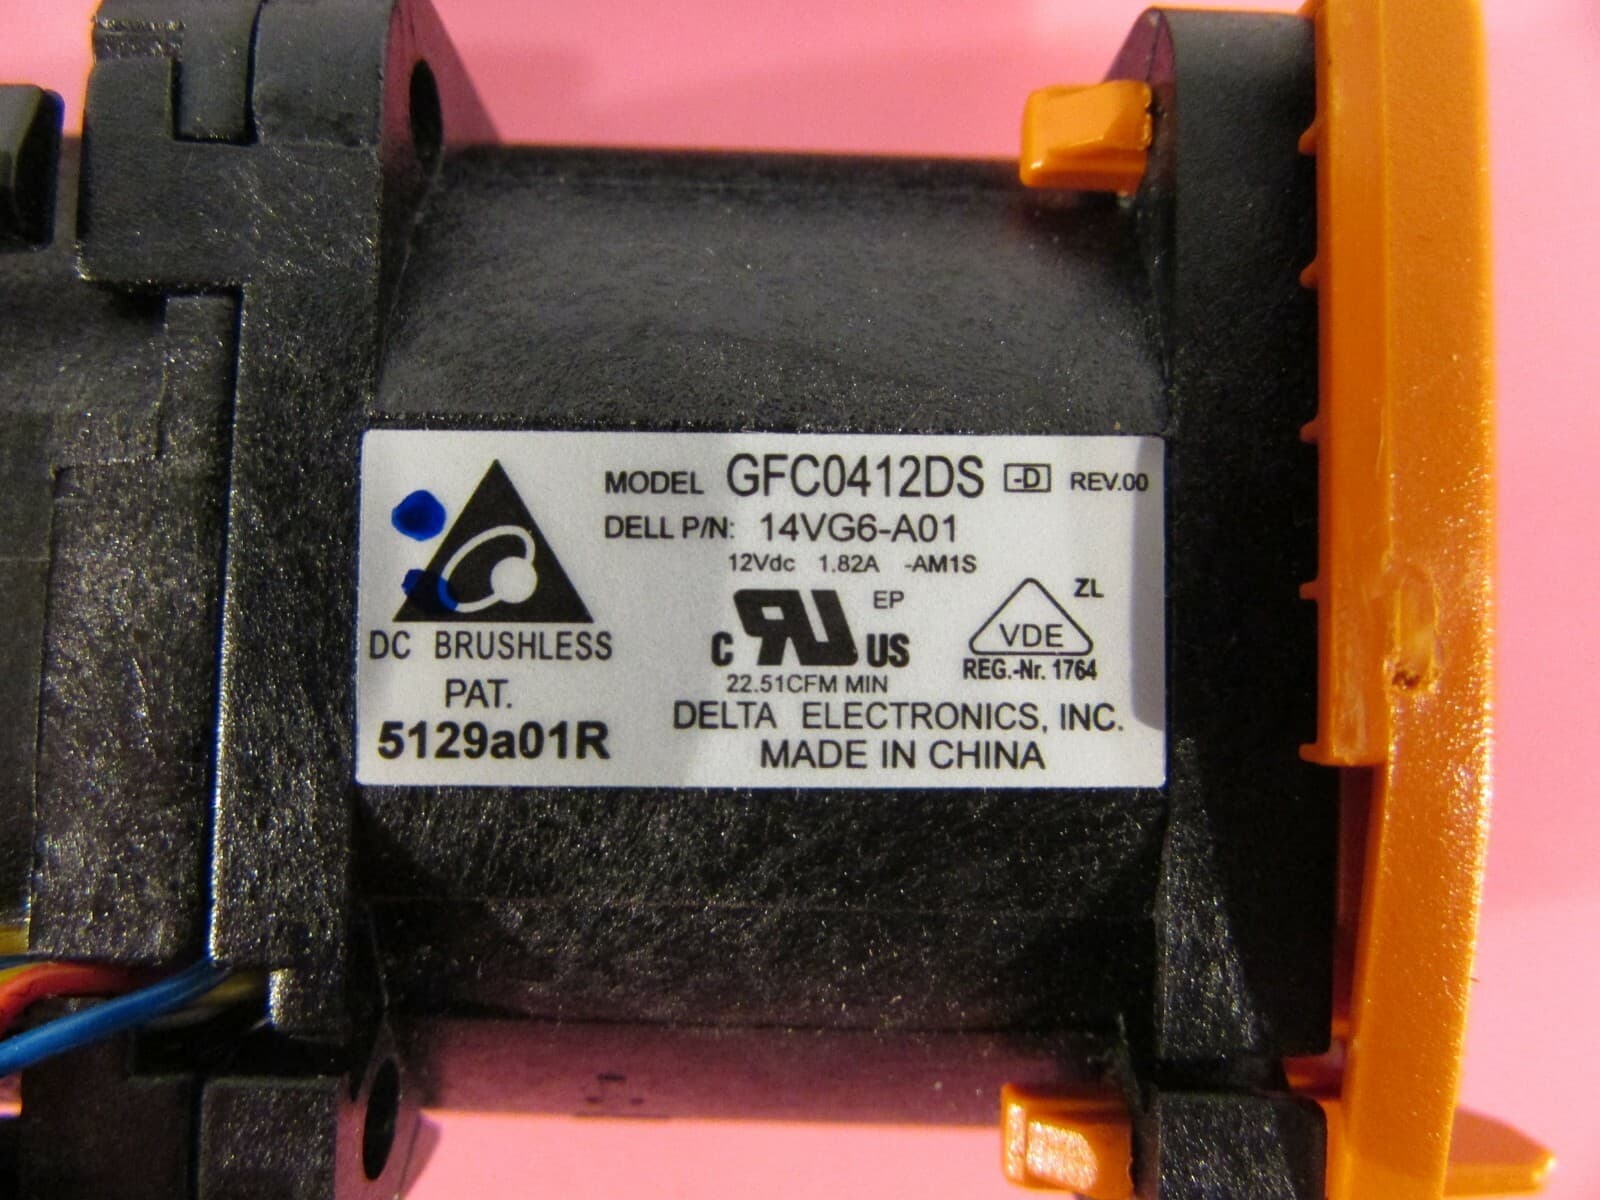 MODEL GFC0412DS -D REV.00
DELL P/N: 14VG6-A01
12Vdc 1.82A -AM1S
DC BRUSHLESS
PAT.
5129a01R
C RU US EP
22.51CFM MIN
VDE ZL
REG.-Nr. 1764
DELTA ELECTRONICS, INC.
MADE IN CHINA